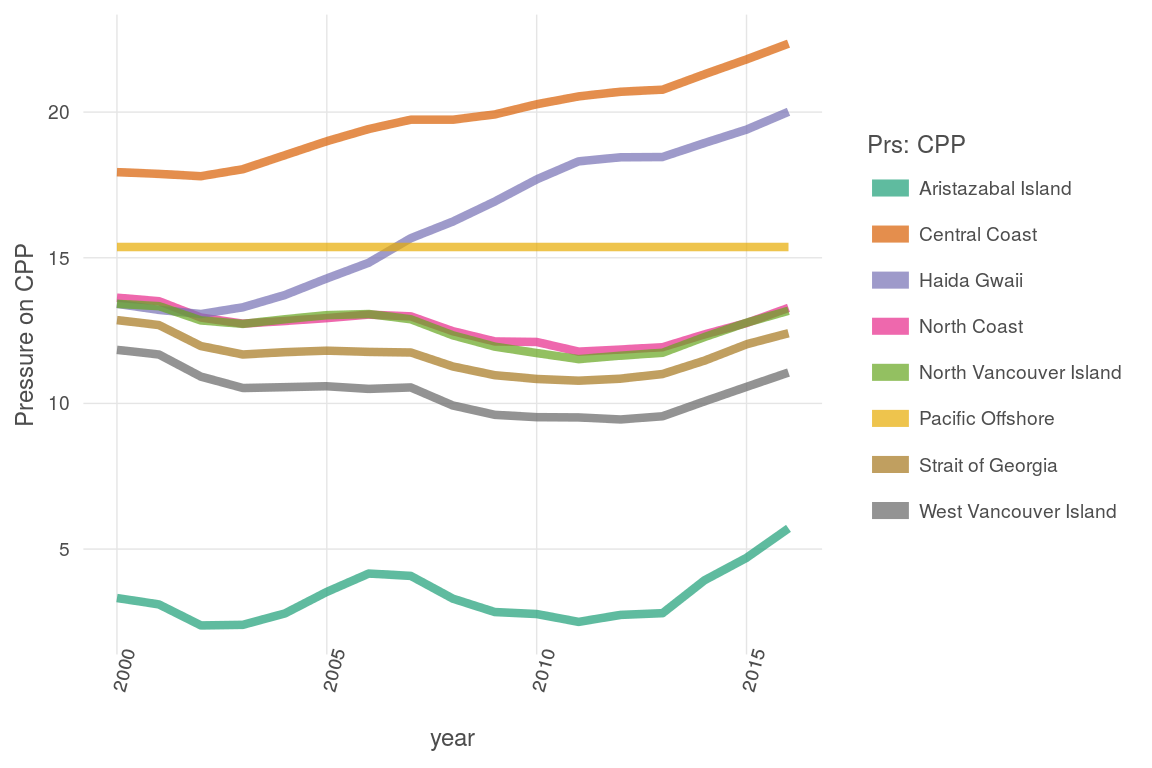 Pressure on CPP
20
15
10
5
2000
2005
2010
2015
year
Prs: CPP
Aristazabal Island
Central Coast
Haida Gwaii
North Coast
North Vancouver Island
Pacific Offshore
Strait of Georgia
West Vancouver Island